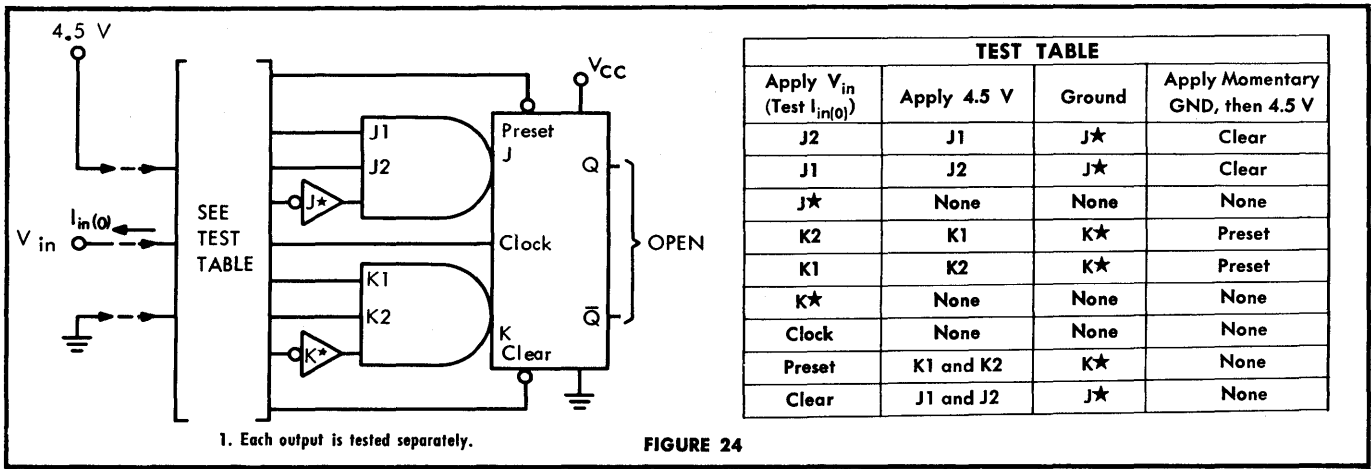 4.5 V
I in(0)
V in
SEE
TEST
TABLE
J1
J2
J★
K1
K2
K★
VCC
Preset
J
Q
Clock
K
Q̅
Clear
OPEN
1. Each output is tested separately.
FIGURE 24
TEST TABLE
Apply Vin (Test Iin(0)) Apply 4.5 V Ground Apply Momentary GND, then 4.5 V
J2 J1 J★ Clear
J1 J2 J★ Clear
J★ None None None
K2 K1 K★ Preset
K1 K2 K★ Preset
K★ None None None
Clock None None None
Preset K1 and K2 K★ None
Clear J1 and J2 J★ None